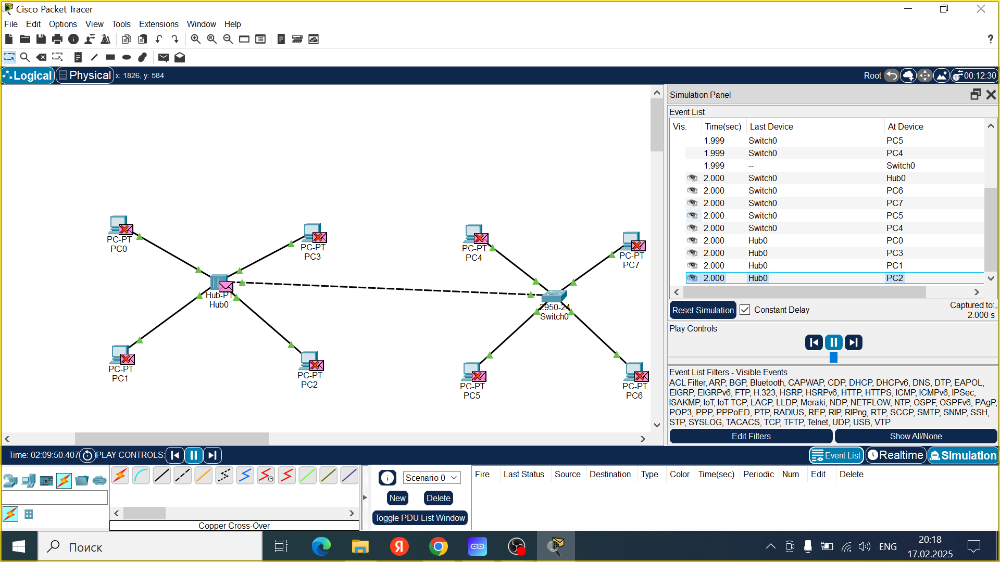 Cisco Packet Tracer
File Edit Options View Tools Extensions Window Help
?
Logical Physical x: 1826, y: 584 Root 00:12:30
Simulation Panel
Event List
Vis. Time(sec) Last Device At Device
1.999 Switch0 PC5
1.999 Switch0 PC4
1.999 -- Switch0
2.000 Switch0 Hub0
2.000 Switch0 PC6
2.000 Switch0 PC7
2.000 Switch0 PC5
2.000 Switch0 PC4
2.000 Hub0 PC0
2.000 Hub0 PC3
2.000 Hub0 PC1
2.000 Hub0 PC2
Reset Simulation Constant Delay Captured to:
2.000 s
Play Controls
Event List Filters - Visible Events
ACL Filter, ARP, BGP, Bluetooth, CAPWAP, CDP, DHCP, DHCPv6, DNS, DTP, EAPOL,
EIGRP, EIGRPv6, FTP, H.323, HSRP, HSRPv6, HTTP, HTTPS, ICMP, ICMPv6, IPSec,
ISAKMP, IoT, IoT TCP, LACP, LLDP, Meraki, NDP, NETFLOW, NTP, OSPF, OSPFv6, PAgP,
POP3, PPP, PPPoED, PTP, RADIUS, REP, RIP, RIPng, RTP, SCCP, SMTP, SNMP, SSH,
STP, SYSLOG, TACACS, TCP, TFTP, Telnet, UDP, USB, VTP
Edit Filters Show All/None
PC-PT
PC0
PC-PT
PC3
PC-PT
PC4
PC-PT
PC7
Hub-PT
Hub0
2950-24
Switch0
PC-PT
PC1
PC-PT
PC2
PC-PT
PC5
PC-PT
PC6
Time: 02:09:50.407 PLAY CONTROLS: Event List Realtime Simulation
Scenario 0
New Delete
Toggle PDU List Window
Fire Last Status Source Destination Type Color Time(sec) Periodic Num Edit Delete
Copper Cross-Over
Поиск
Я
ENG
20:18
17.02.2025